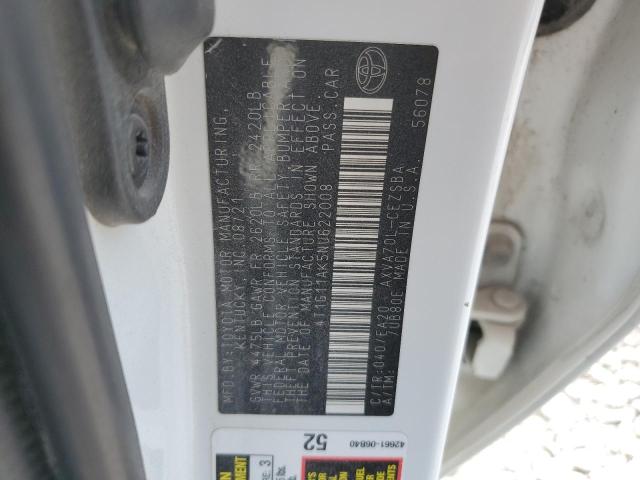 MFD.BY:TOYOTA MOTOR MANUFACTURING,
KENTUCKY, INC. 08/21
GVWR 4475LB GAWR FR 2620LB RR 2420LB
THIS VEHICLE CONFORMS TO ALL APPLICABLE
FEDERAL MOTOR VEHICLE SAFETY, BUMPER, AND
THEFT PREVENTION STANDARDS IN EFFECT ON
THE DATE OF MANUFACTURE SHOWN ABOVE.
4T1G11AK5NU622008 PASS.CAR
C/TR:040/FA20 AXVA70L-CEZSBA
A/TM: /UB80E MADE IN U.S.A. 56078
52
42661-06B40